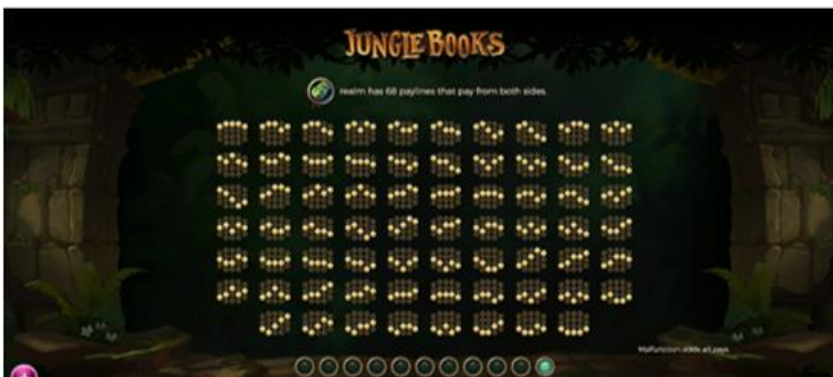 JUNGLE BOOKS
realm has 68 paylines that pay from both sides.
Malfunction voids all pays